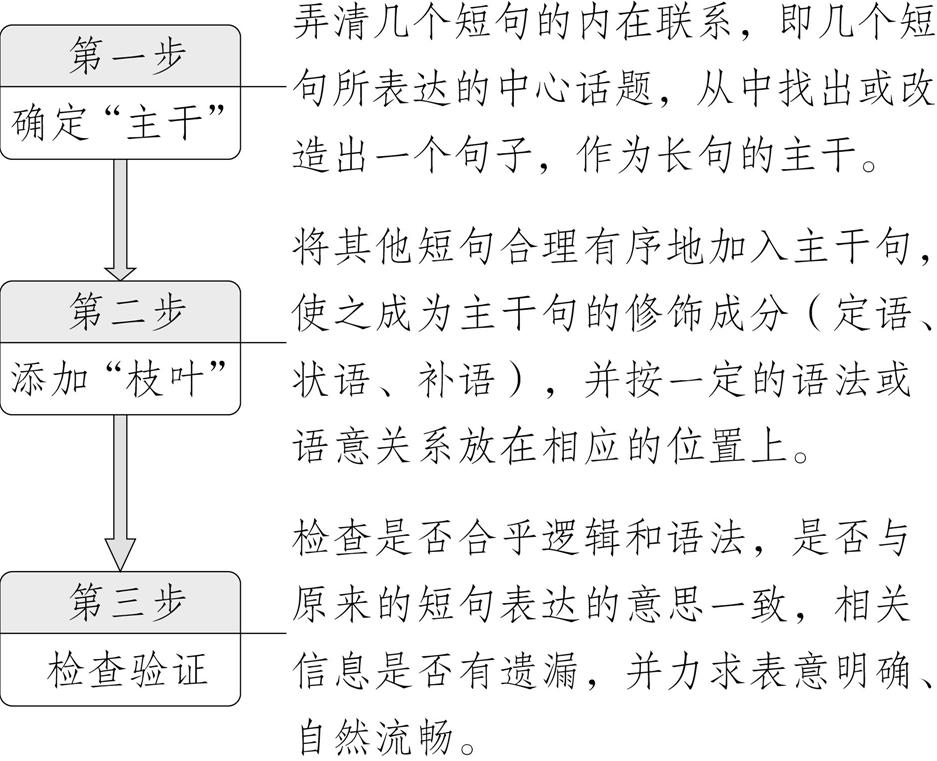 第一步
确定“主干”
弄清几个短句的内在联系，即几个短
句所表达的中心话题，从中找出或改
造出一个句子，作为长句的主干。
第二步
添加“枝叶”
将其他短句合理有序地加入主干句，
使之成为主干句的修饰成分（定语、
状语、补语），并按一定的语法或
语意关系放在相应的位置上。
第三步
检查验证
检查是否合乎逻辑和语法，是否与
原来的短句表达的意思一致，相关
信息是否有遗漏，并力求表意明确、
自然流畅。